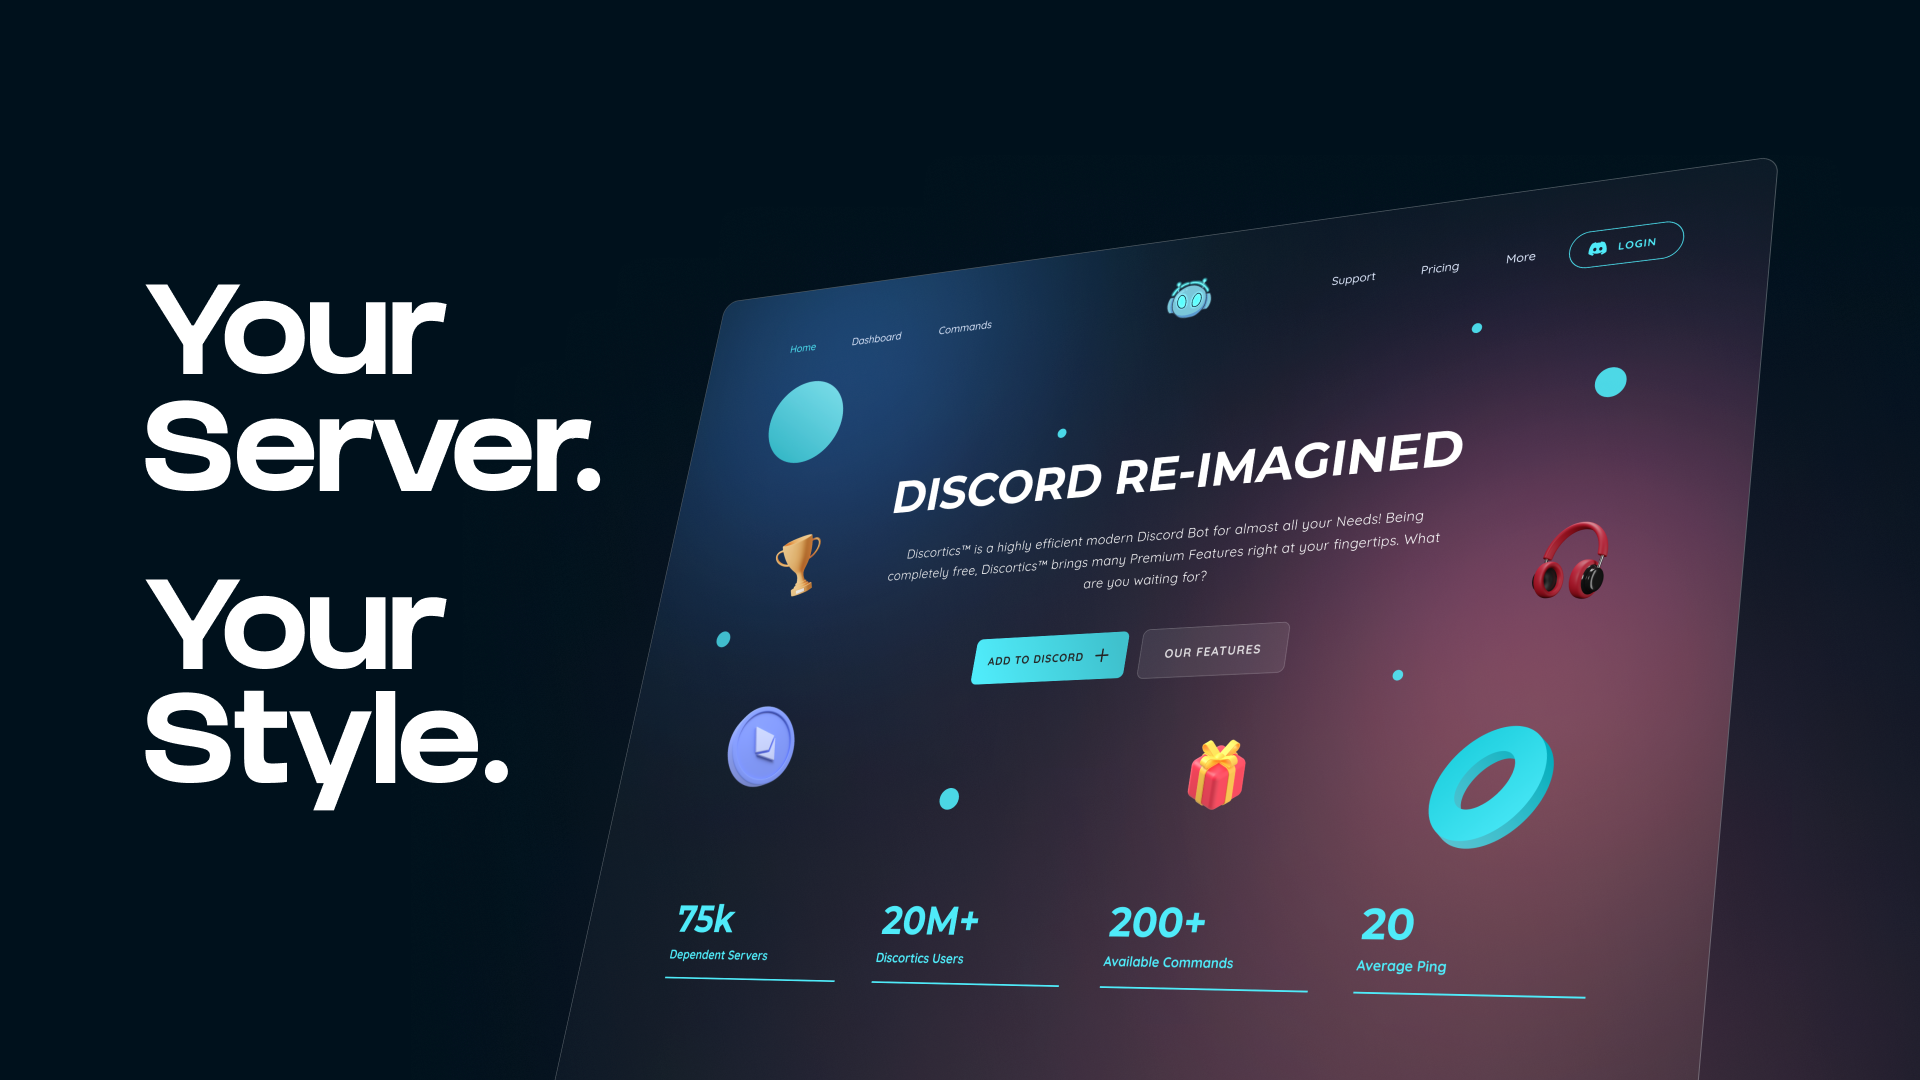 Your
Server.
Your
Style.
Home
Dashboard
Commands
Support
Pricing
More
LOGIN
DISCORD RE-IMAGINED
Discortics™ is a highly efficient modern Discord Bot for almost all your Needs! Being
completely free, Discortics™ brings many Premium Features right at your fingertips. What
are you waiting for?
ADD TO DISCORD
OUR FEATURES
75k
Dependent Servers
20M+
Discortics Users
200+
Available Commands
20
Average Ping